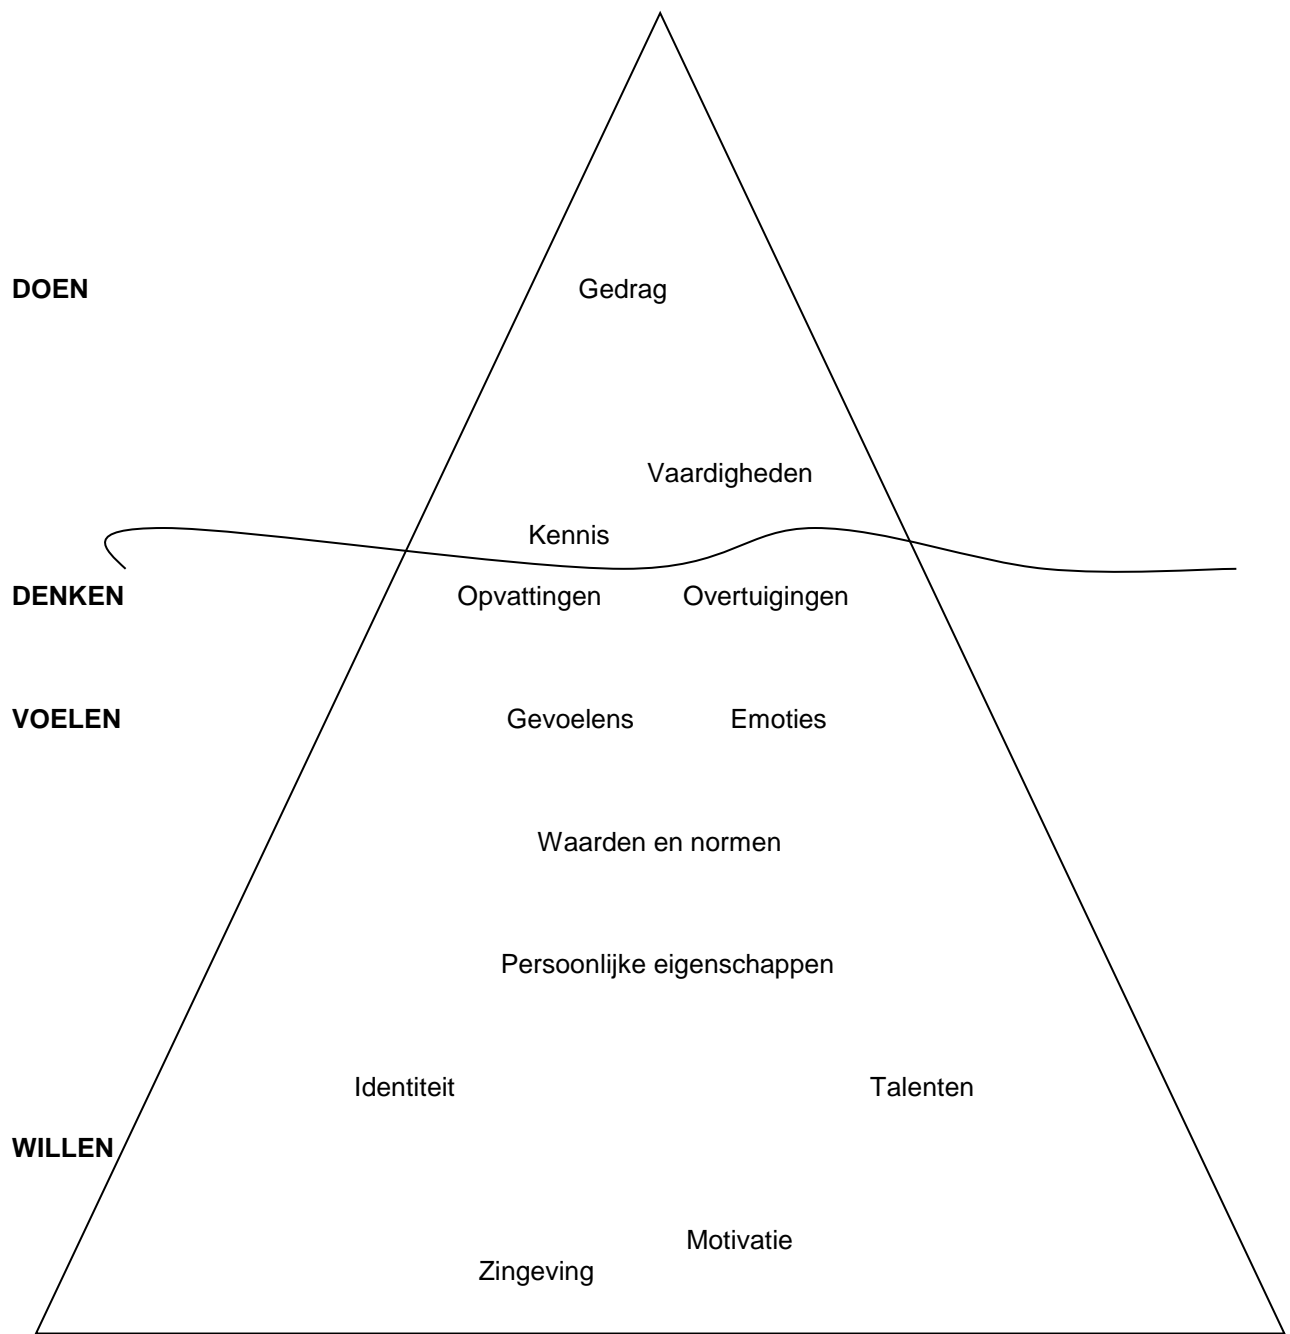 DOEN Gedrag
Vaardigheden
Kennis
DENKEN Opvattingen Overtuigingen
VOELEN Gevoelens Emoties
Waarden en normen
Persoonlijke eigenschappen
Identiteit Talenten
WILLEN
Motivatie
Zingeving